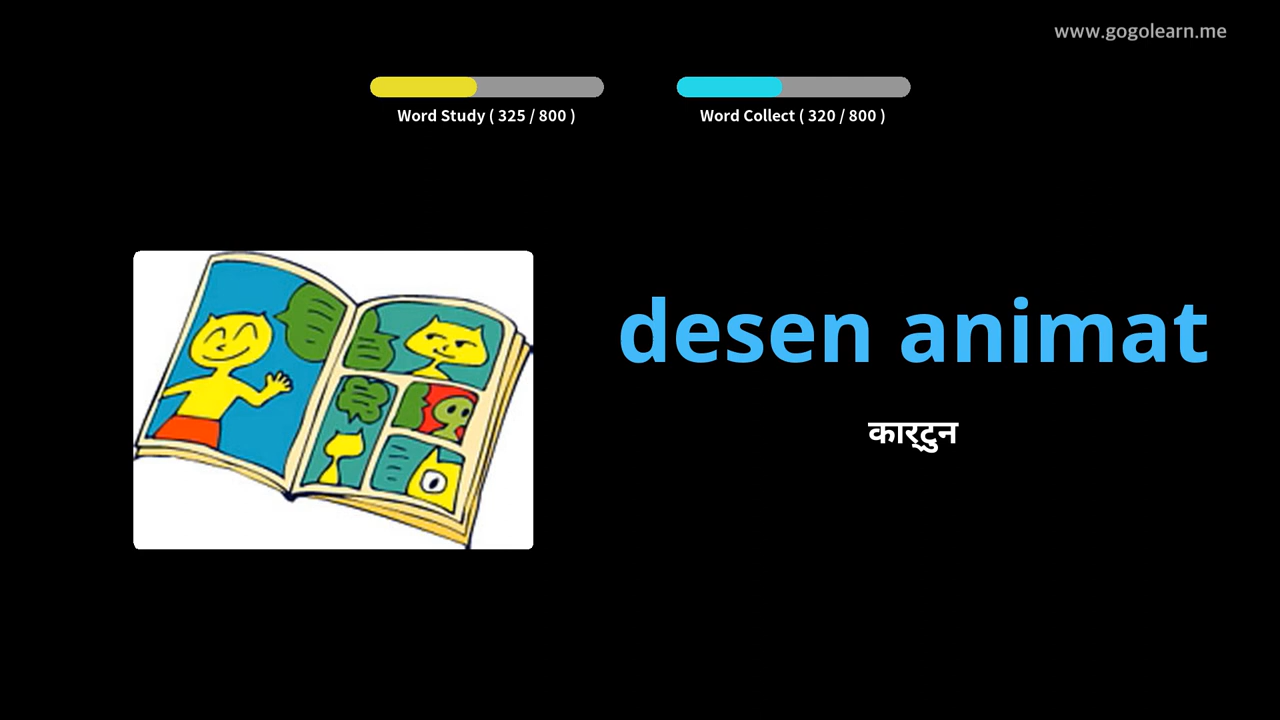 www.gogolearn.me
Word Study ( 325 / 800 )
Word Collect ( 320 / 800 )
desen animat
कार्टुन